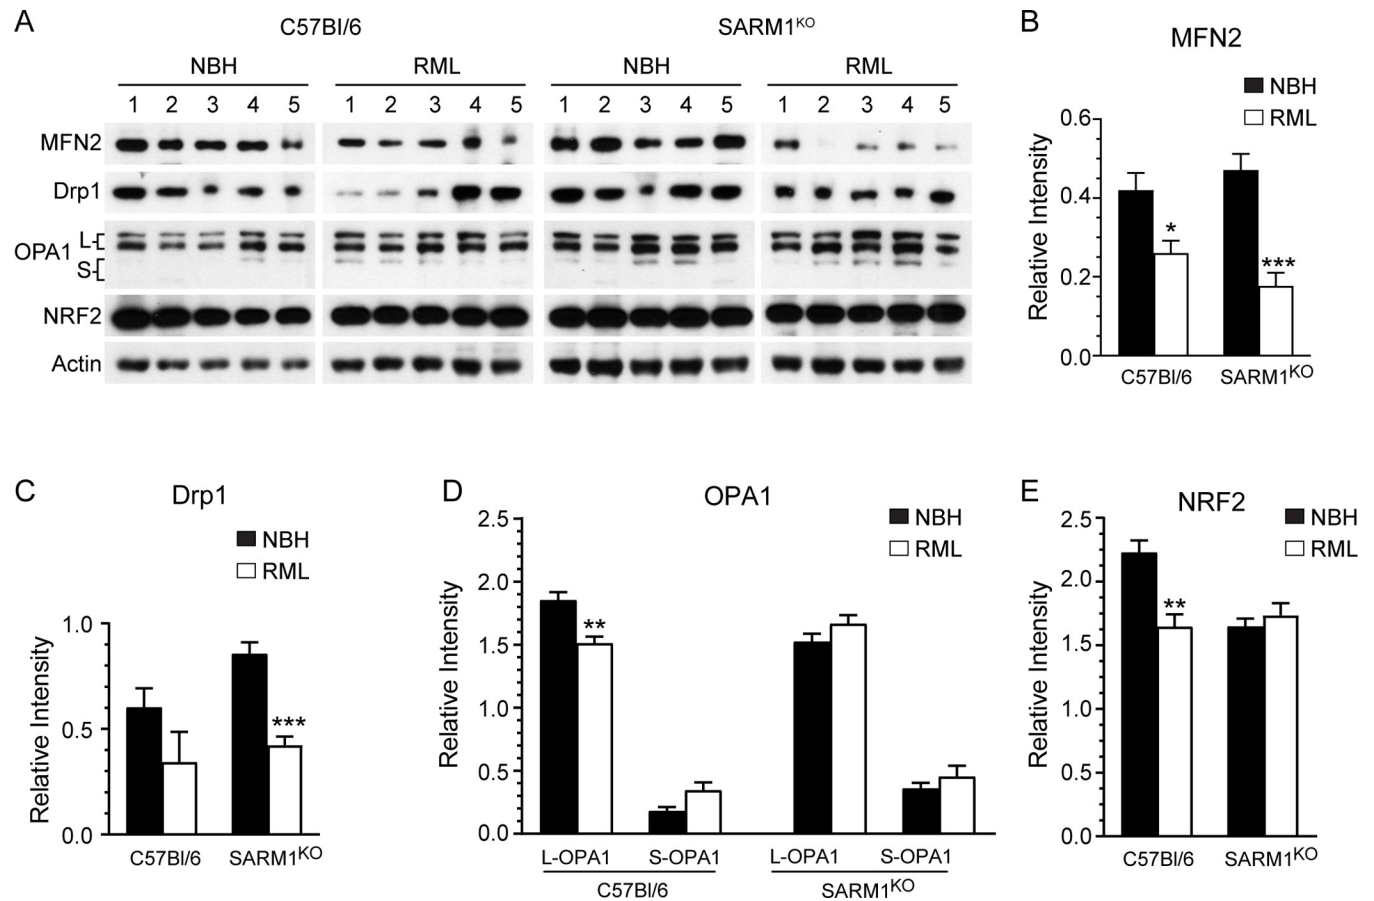 A
C57Bl/6
SARM1KO
NBH
RML
NBH
RML
1 2 3 4 5
1 2 3 4 5
1 2 3 4 5
1 2 3 4 5
MFN2
Drp1
L-
OPA1
S-
NRF2
Actin
B
MFN2
NBH
RML
Relative Intensity
0.6
0.4
0.2
0.0
*
***
C57Bl/6
SARM1KO
C
Drp1
NBH
RML
Relative Intensity
1.0
0.5
0.0
***
C57Bl/6
SARM1KO
D
OPA1
NBH
RML
Relative Intensity
2.5
2.0
1.5
1.0
0.5
0.0
**
L-OPA1
S-OPA1
L-OPA1
S-OPA1
C57Bl/6
SARM1KO
E
NRF2
NBH
RML
Relative Intensity
2.5
2.0
1.5
1.0
0.5
0.0
**
C57Bl/6
SARM1KO